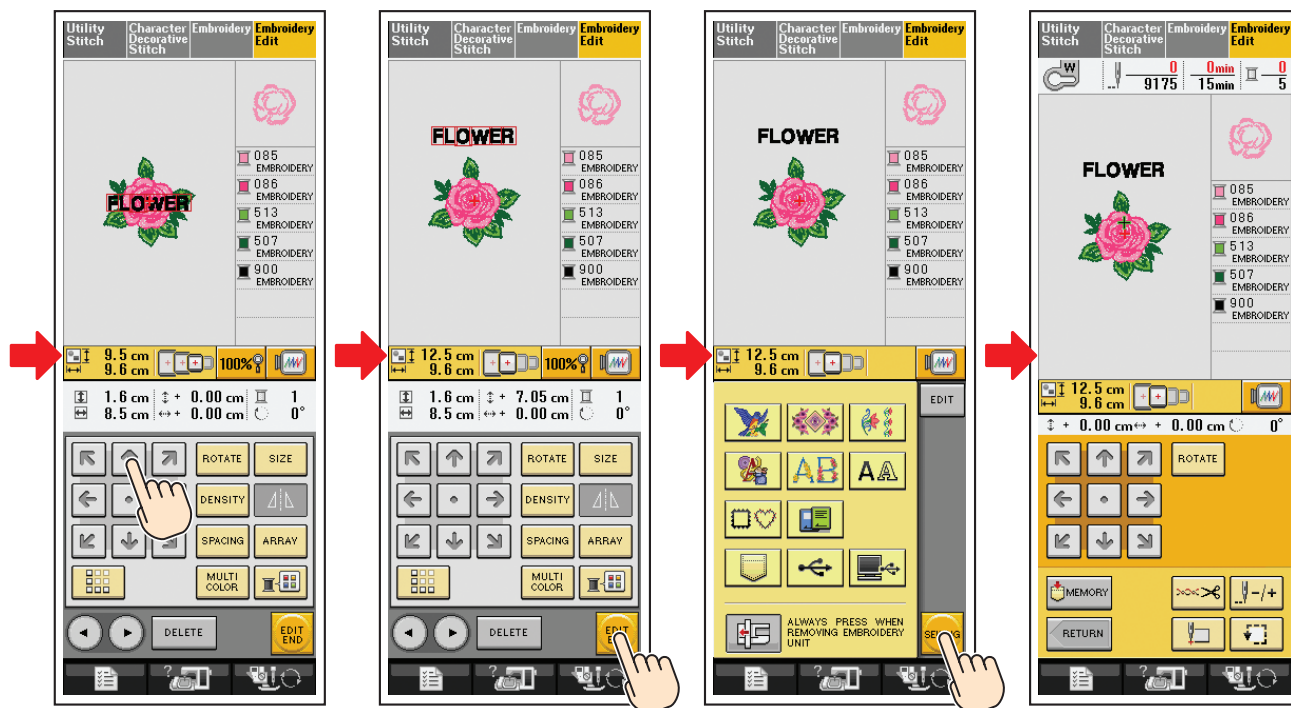 Utility Stitch
Character Decorative Stitch
Embroidery
Embroidery Edit
FLOWER
085 EMBROIDERY
086 EMBROIDERY
513 EMBROIDERY
507 EMBROIDERY
900 EMBROIDERY
9.5 cm
9.6 cm
100%
1.6 cm + 0.00 cm 1
8.5 cm + 0.00 cm 0°
ROTATE
SIZE
DENSITY
SPACING
ARRAY
MULTI COLOR
DELETE
EDIT END
?
Utility Stitch
Character Decorative Stitch
Embroidery
Embroidery Edit
FLOWER
085 EMBROIDERY
086 EMBROIDERY
513 EMBROIDERY
507 EMBROIDERY
900 EMBROIDERY
12.5 cm
9.6 cm
100%
1.6 cm + 7.05 cm 1
8.5 cm + 0.00 cm 0°
ROTATE
SIZE
DENSITY
SPACING
ARRAY
MULTI COLOR
DELETE
?
Utility Stitch
Character Decorative Stitch
Embroidery
Embroidery Edit
FLOWER
085 EMBROIDERY
086 EMBROIDERY
513 EMBROIDERY
507 EMBROIDERY
900 EMBROIDERY
12.5 cm
9.6 cm
EDIT
AB
AA
ALWAYS PRESS WHEN
REMOVING EMBROIDERY
UNIT
?
Utility Stitch
Character Decorative Stitch
Embroidery
Embroidery Edit
W
0
9175
0min
15min
0
5
FLOWER
085 EMBROIDERY
086 EMBROIDERY
513 EMBROIDERY
507 EMBROIDERY
900 EMBROIDERY
12.5 cm
9.6 cm
+ 0.00 cm + 0.00 cm 0°
ROTATE
MEMORY
-/+
RETURN
?